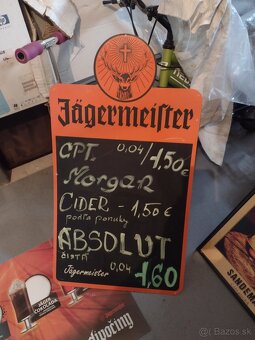 Jägermeister
CPT. 0,04/1,50€
Morgan
CIDER - 1,50€
podľa ponuky
ABSOLUT
ČISTÁ 0,04 1,60
Jägermeister
SANDEMAN
© Bazos.sk